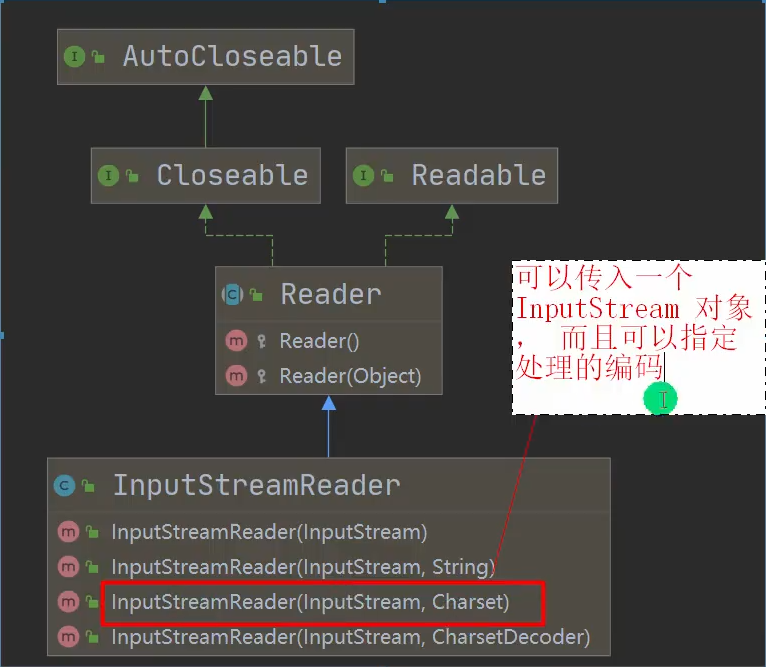 AutoCloseable
Closeable
Readable
Reader
Reader()
Reader(Object)
可以传入一个
InputStream 对象
， 而且可以指定
处理的编码
InputStreamReader
InputStreamReader(InputStream)
InputStreamReader(InputStream, String)
InputStreamReader(InputStream, Charset)
InputStreamReader(InputStream, CharsetDecoder)